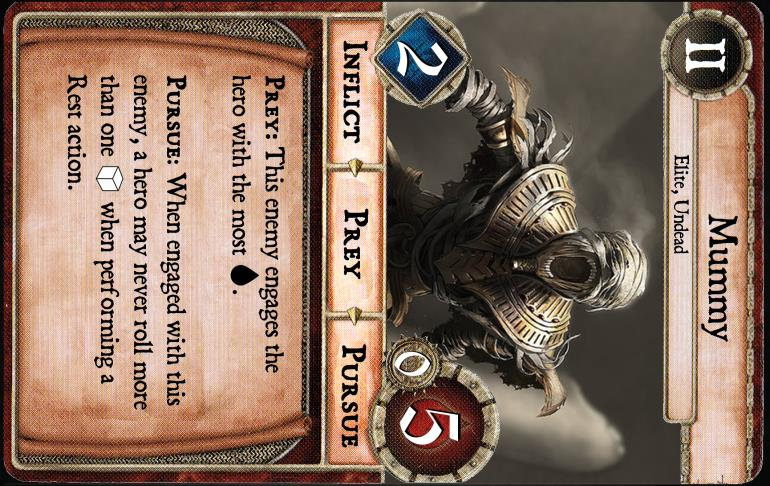 II
Mummy
Elite, Undead
2
0
5
INFLICT PREY PURSUE
PREY: This enemy engages the
hero with the most .
PURSUE: When engaged with this
enemy, a hero may never roll more
than one when performing a
Rest action.